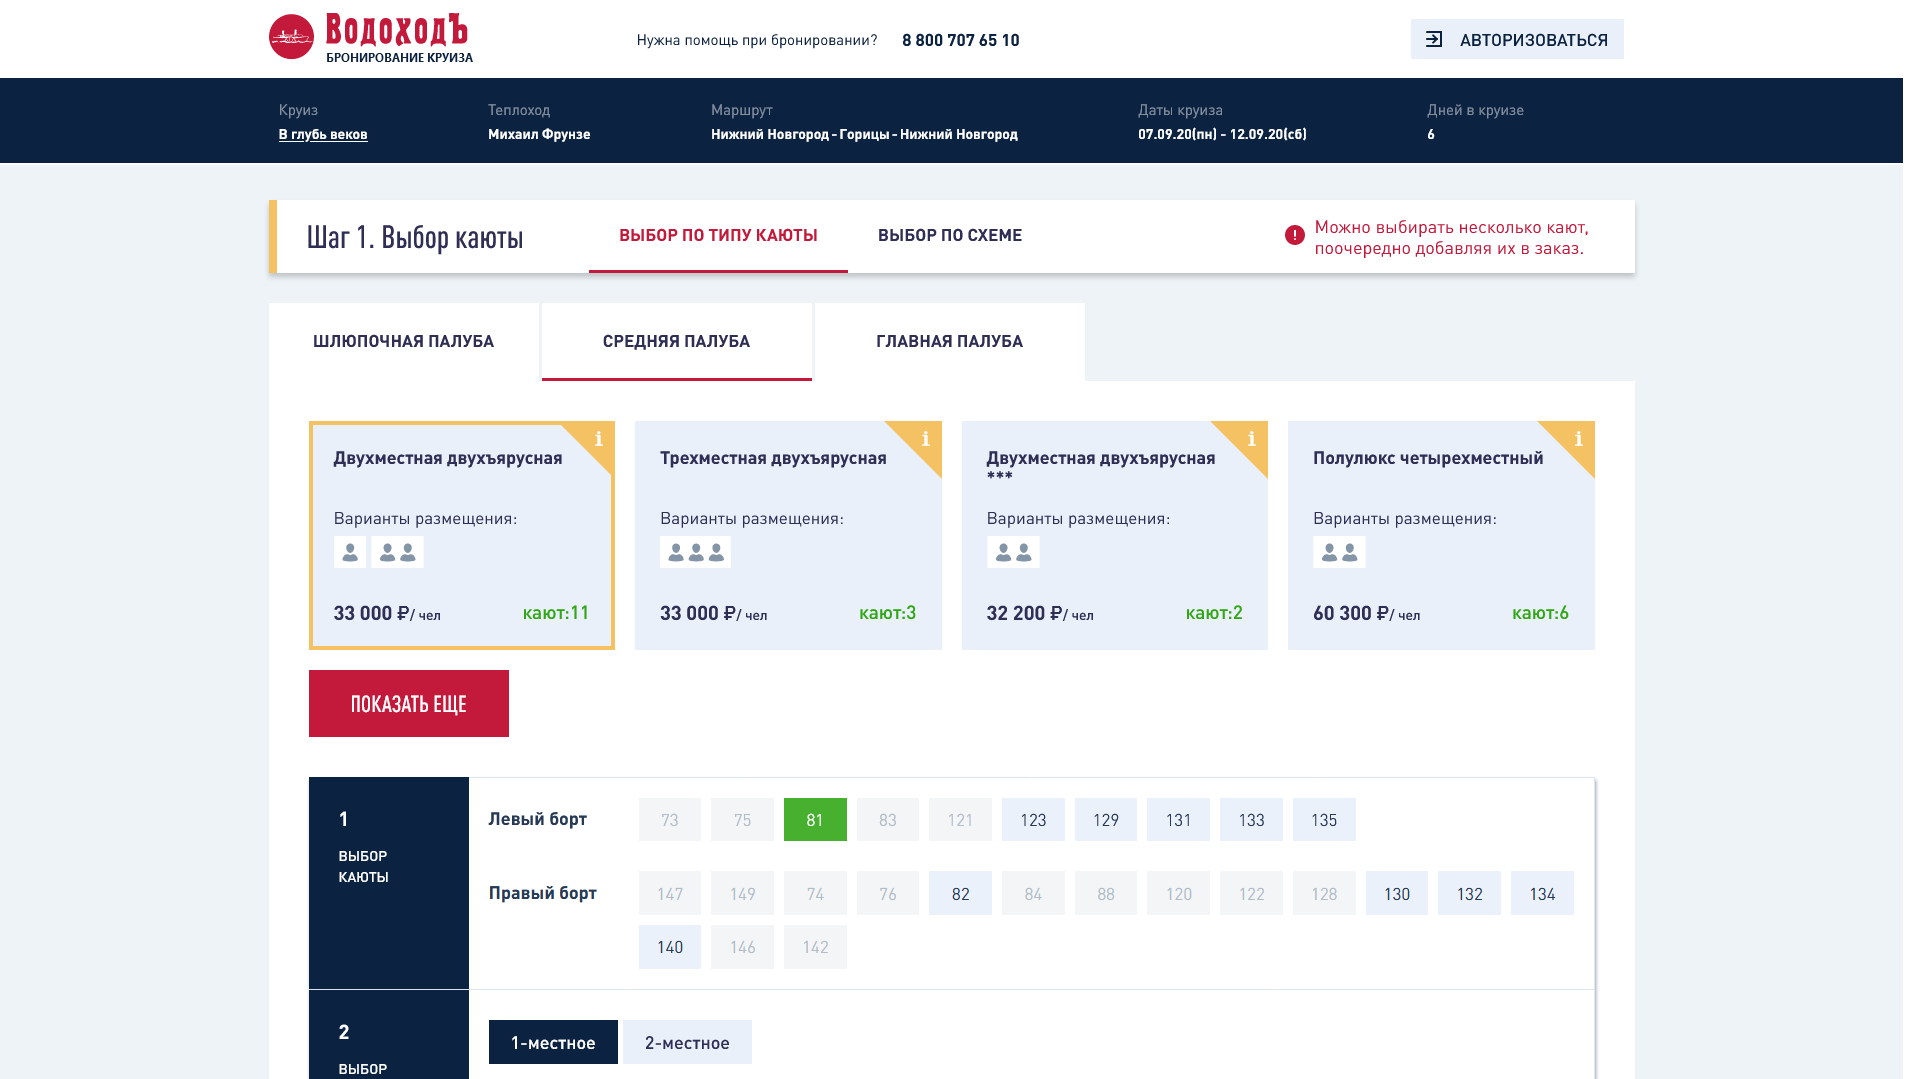 ВодоходЪ
БРОНИРОВАНИЕ КРУИЗА
Нужна помощь при бронировании? 8 800 707 65 10
АВТОРИЗОВАТЬСЯ
Круиз
В глубь веков
Теплоход
Михаил Фрунзе
Маршрут
Нижний Новгород - Горицы - Нижний Новгород
Даты круиза
07.09.20(пн) - 12.09.20(сб)
Дней в круизе
6
Шаг 1. Выбор каюты
ВЫБОР ПО ТИПУ КАЮТЫ
ВЫБОР ПО СХЕМЕ
Можно выбирать несколько кают,
поочередно добавляя их в заказ.
ШЛЮПОЧНАЯ ПАЛУБА
СРЕДНЯЯ ПАЛУБА
ГЛАВНАЯ ПАЛУБА
Двухместная двухъярусная
i
Варианты размещения:
33 000 ₽/ чел
кают:11
Трехместная двухъярусная
i
Варианты размещения:
33 000 ₽/ чел
кают:3
Двухместная двухъярусная
***
i
Варианты размещения:
32 200 ₽/ чел
кают:2
Полулюкс четырехместный
i
Варианты размещения:
60 300 ₽/ чел
кают:6
ПОКАЗАТЬ ЕЩЕ
1
ВЫБОР
КАЮТЫ
Левый борт 73 75 81 83 121 123 129 131 133 135
Правый борт 147 149 74 76 82 84 88 120 122 128 130 132 134
140 146 142
2
ВЫБОР
1-местное 2-местное